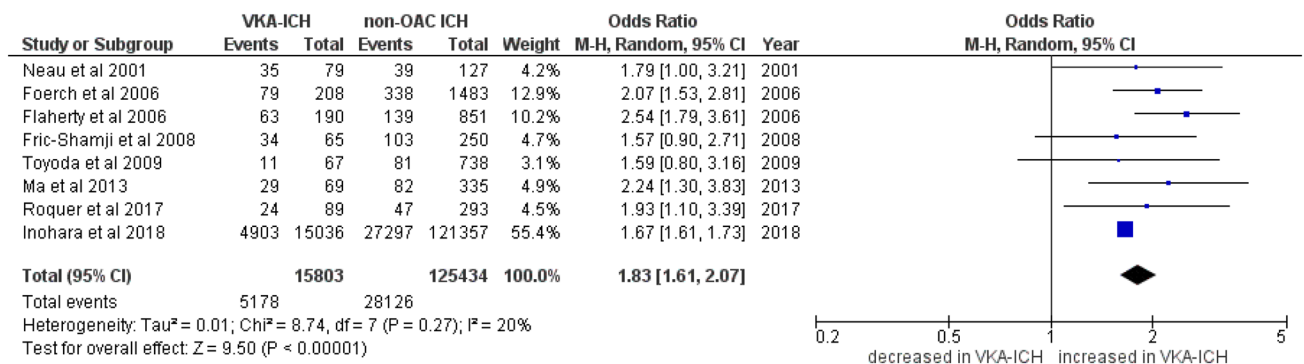 VKA-ICH non-OAC ICH Odds Ratio Odds Ratio
Study or Subgroup Events Total Events Total Weight M-H, Random, 95% CI Year M-H, Random, 95% CI
Neau et al 2001 35 79 39 127 4.2% 1.79 [1.00, 3.21] 2001
Foerch et al 2006 79 208 338 1483 12.9% 2.07 [1.53, 2.81] 2006
Flaherty et al 2006 63 190 139 851 10.2% 2.54 [1.79, 3.61] 2006
Fric-Shamji et al 2008 34 65 103 250 4.7% 1.57 [0.90, 2.71] 2008
Toyoda et al 2009 11 67 81 738 3.1% 1.59 [0.80, 3.16] 2009
Ma et al 2013 29 69 82 335 4.9% 2.24 [1.30, 3.83] 2013
Roquer et al 2017 24 89 47 293 4.5% 1.93 [1.10, 3.39] 2017
Inohara et al 2018 4903 15036 27297 121357 55.4% 1.67 [1.61, 1.73] 2018
Total (95% CI) 15803 125434 100.0% 1.83 [1.61, 2.07]
Total events 5178 28126
Heterogeneity: Tau² = 0.01; Chi² = 8.74, df = 7 (P = 0.27); I² = 20%
Test for overall effect: Z = 9.50 (P < 0.00001)
0.2 0.5 1 2 5
decreased in VKA-ICH increased in VKA-ICH